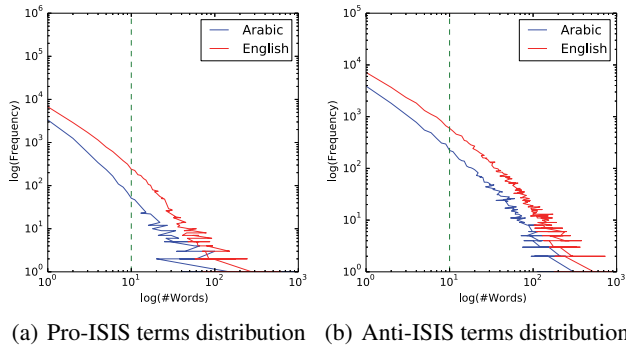 10^6
10^5
10^4
10^3
10^2
10^1
10^0
log(Frequency)
Arabic
English
10^0 10^1 10^2 10^3
log(#Words)
10^5
10^4
10^3
10^2
10^1
10^0
log(Frequency)
Arabic
English
10^0 10^1 10^2 10^3
log(#Words)
(a) Pro-ISIS terms distribution (b) Anti-ISIS terms distribution